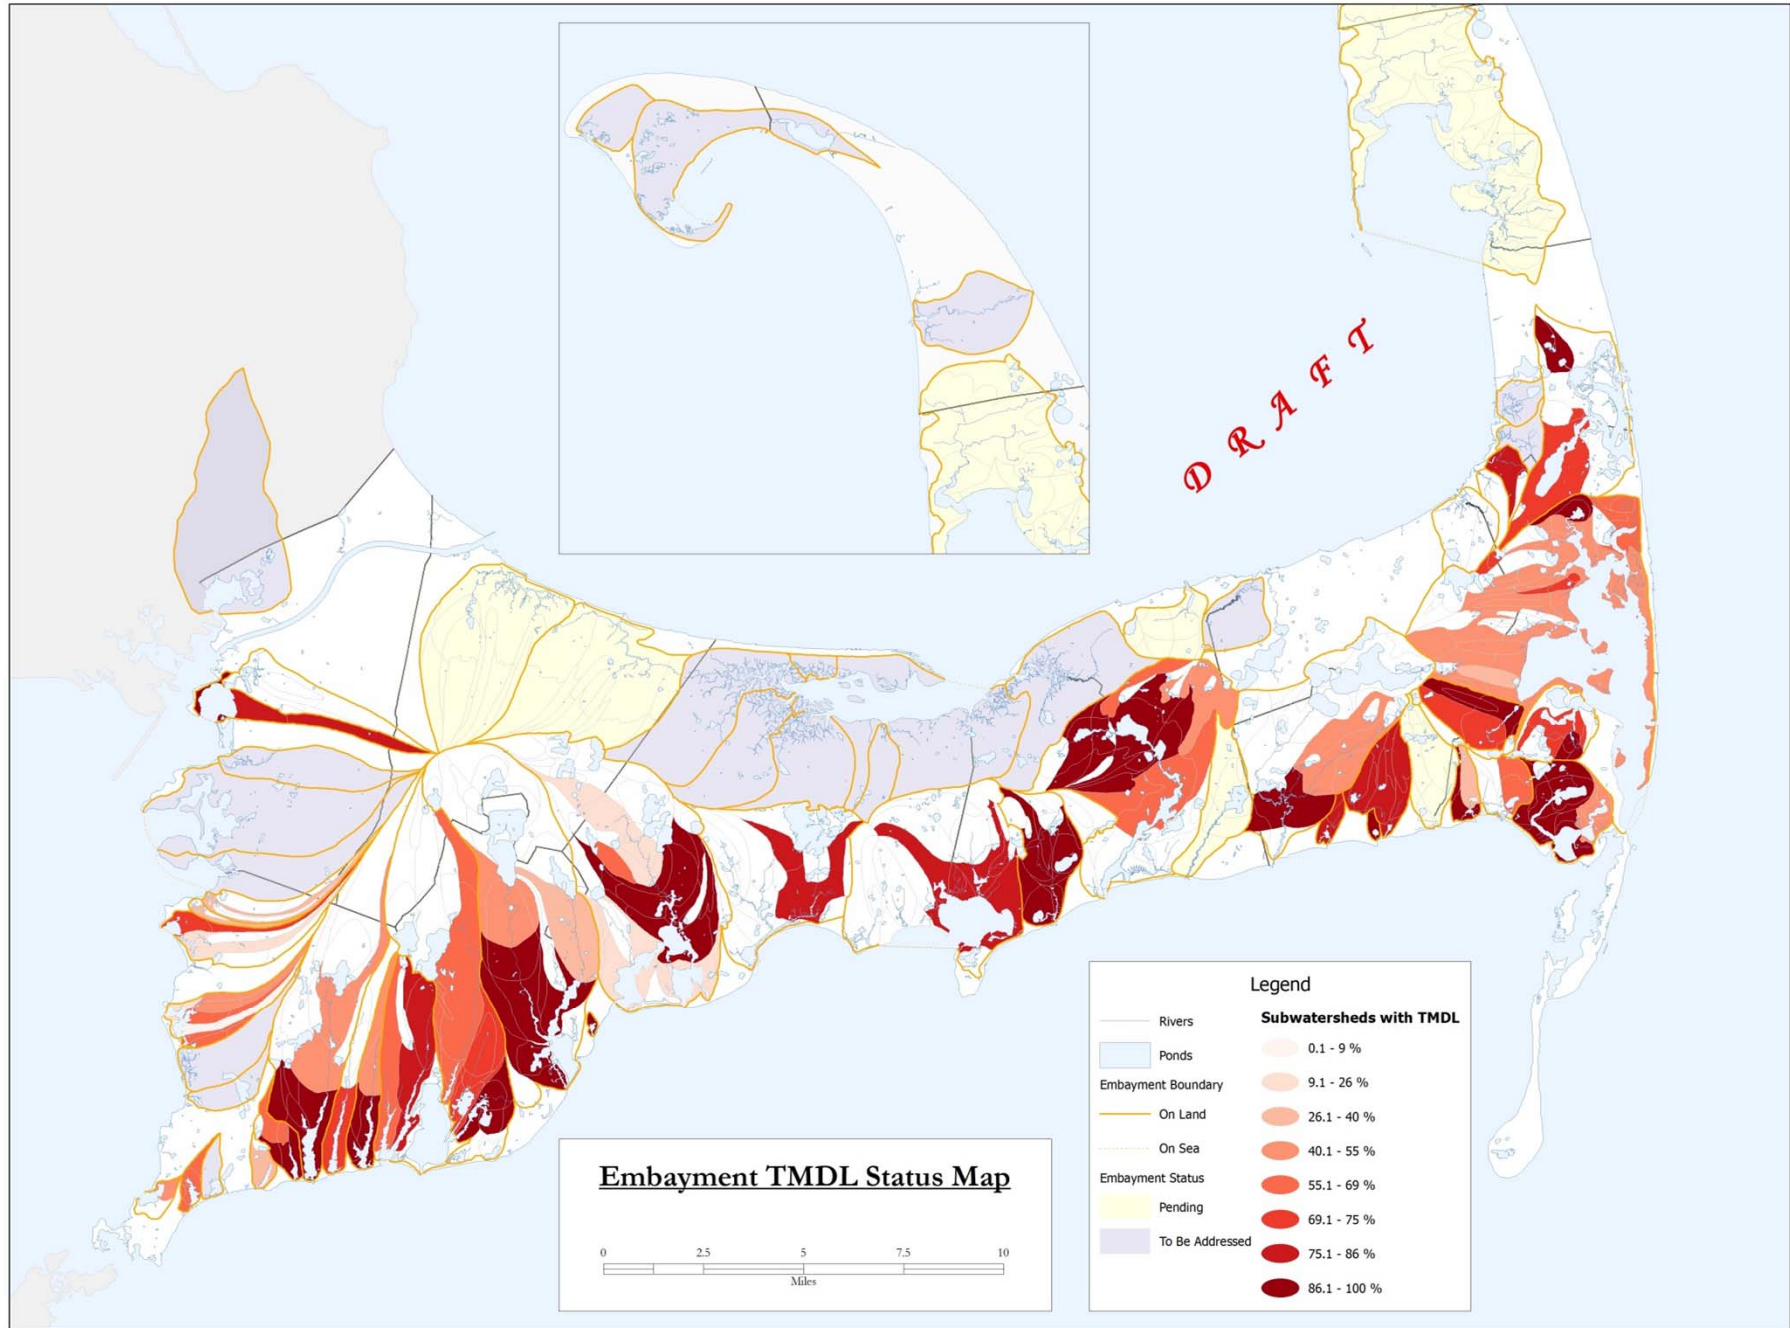 D R A F T
Legend
Rivers
Ponds
Embayment Boundary
On Land
On Sea
Embayment Status
Pending
To Be Addressed
Subwatersheds with TMDL
0.1 - 9 %
9.1 - 26 %
26.1 - 40 %
40.1 - 55 %
55.1 - 69 %
69.1 - 75 %
75.1 - 86 %
86.1 - 100 %
Embayment TMDL Status Map
0 2.5 5 7.5 10
Miles